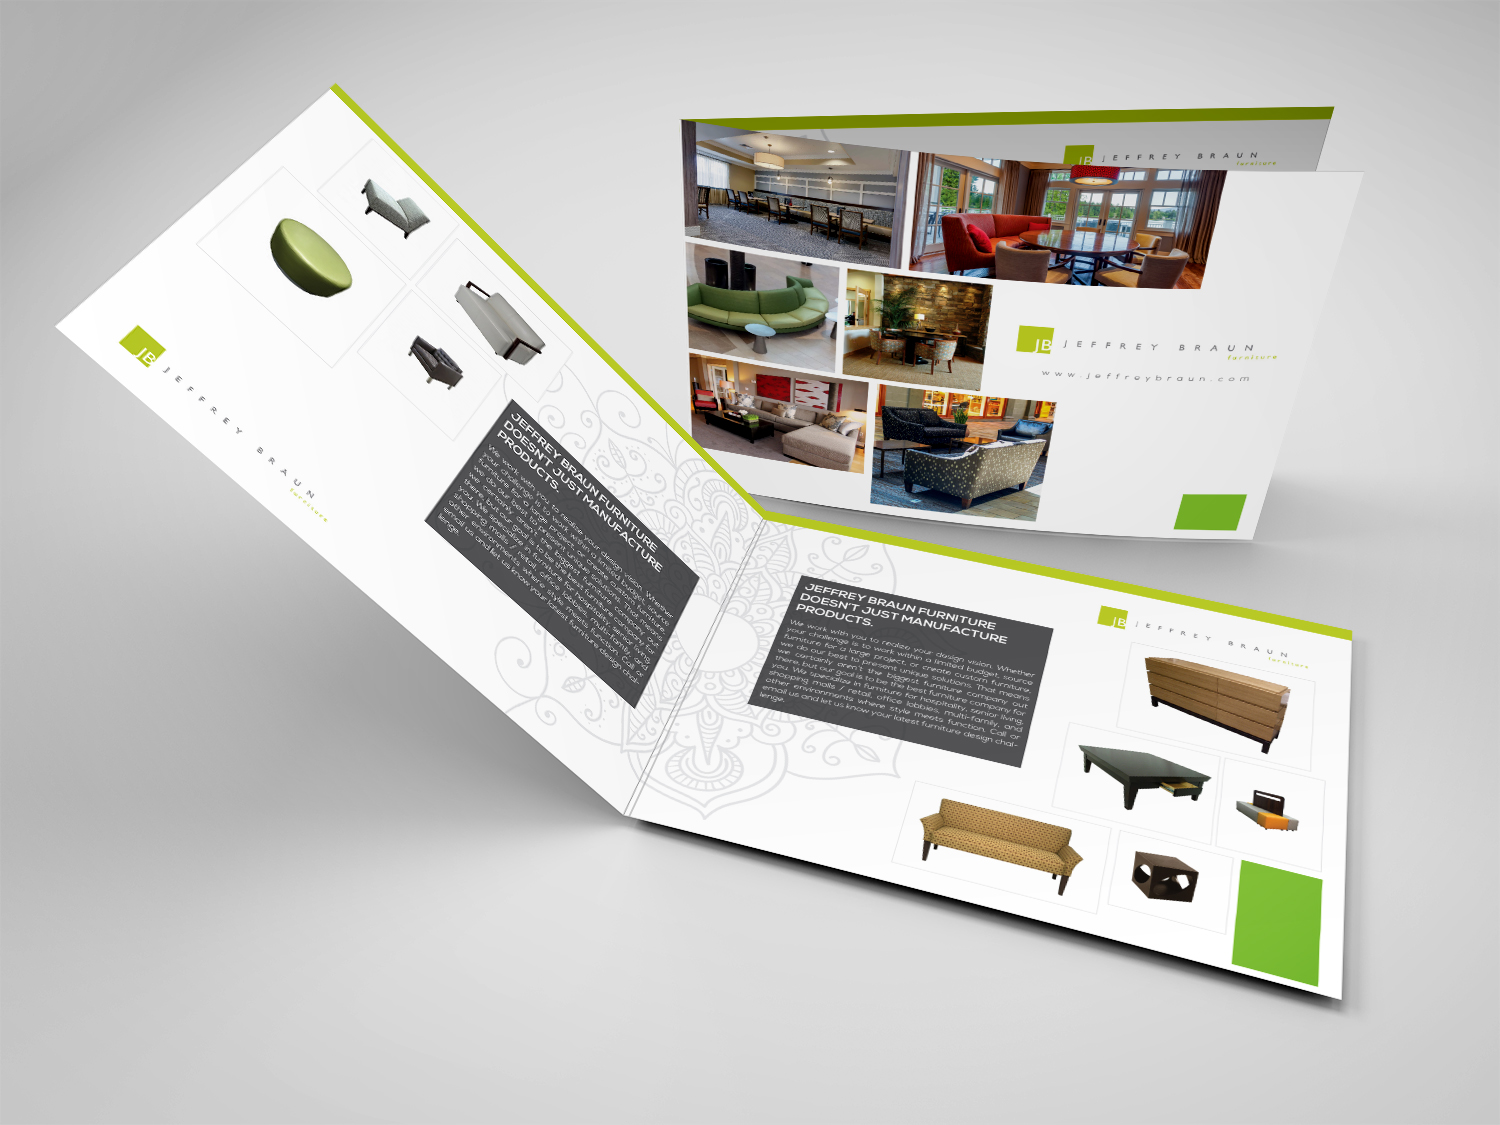 JB JEFFREY BRAUN
furniture
JEFFREY BRAUN FURNITURE
DOESN'T JUST MANUFACTURE
PRODUCTS.
We work with you to realize your design vision. Whether
your challenge is to work within a limited budget, source
furniture for a large project, or create custom furniture,
we do our best to present unique solutions. That means
we certainly aren't the biggest furniture company out
there, but our goal is to be the best furniture company for
you. We specialize in furniture for hospitality, senior living,
shopping malls / retail, office lobbies, multi-family, and
other environments where style meets function. Call or
email us and let us know your latest furniture design chal-
lenge.
JB JEFFREY BRAUN
furniture
JB JEFFREY BRAUN
furniture
www.jeffreybraun.com
JEFFREY BRAUN FURNITURE
DOESN'T JUST MANUFACTURE
PRODUCTS.
We work with you to realize your design vision. Whether
your challenge is to work within a limited budget, source
furniture for a large project, or create custom furniture,
we do our best to present unique solutions. That means
we certainly aren't the biggest furniture company out
there, but our goal is to be the best furniture company for
you. We specialize in furniture for hospitality, senior living,
shopping malls / retail, office lobbies, multi-family, and
other environments where style meets function. Call or
email us and let us know your latest furniture design chal-
lenge.
JB JEFFREY BRAUN
furniture